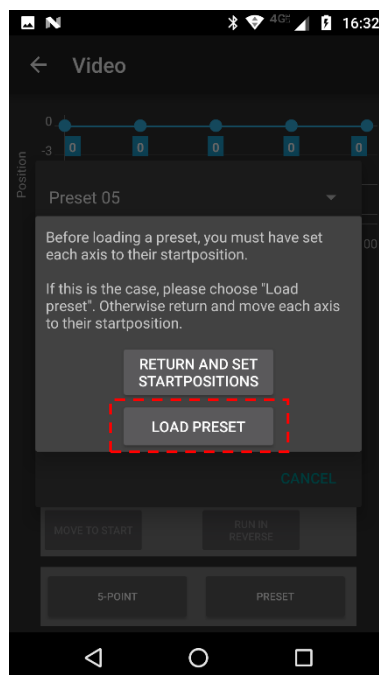 4G 16:32
Video
0
-3 0 0 0 0 0
Position
Preset 05
00
Before loading a preset, you must have set
each axis to their startposition.
If this is the case, please choose "Load
preset". Otherwise return and move each axis
to their startposition.
RETURN AND SET
STARTPOSITIONS
LOAD PRESET
CANCEL
MOVE TO START
RUN IN
REVERSE
5-POINT
PRESET